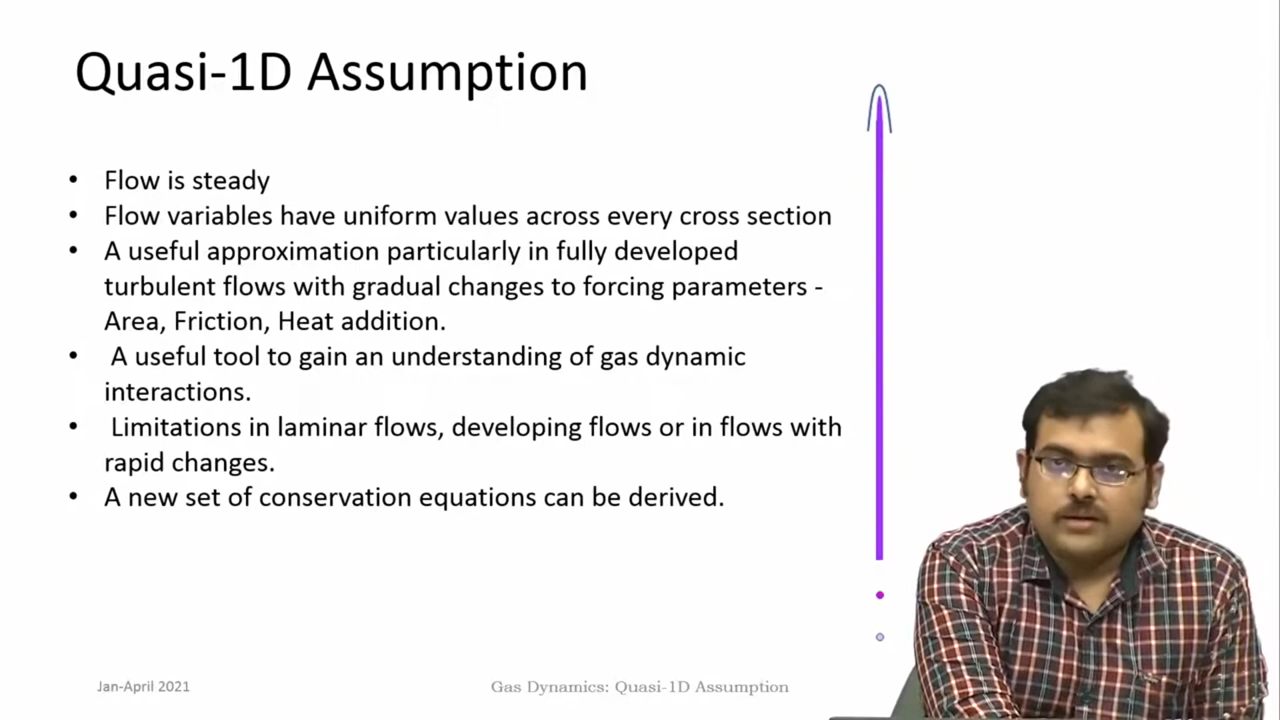 Quasi-1D Assumption
• Flow is steady
• Flow variables have uniform values across every cross section
• A useful approximation particularly in fully developed
turbulent flows with gradual changes to forcing parameters -
Area, Friction, Heat addition.
• A useful tool to gain an understanding of gas dynamic
interactions.
• Limitations in laminar flows, developing flows or in flows with
rapid changes.
• A new set of conservation equations can be derived.
Jan-April 2021
Gas Dynamics: Quasi-1D Assumption